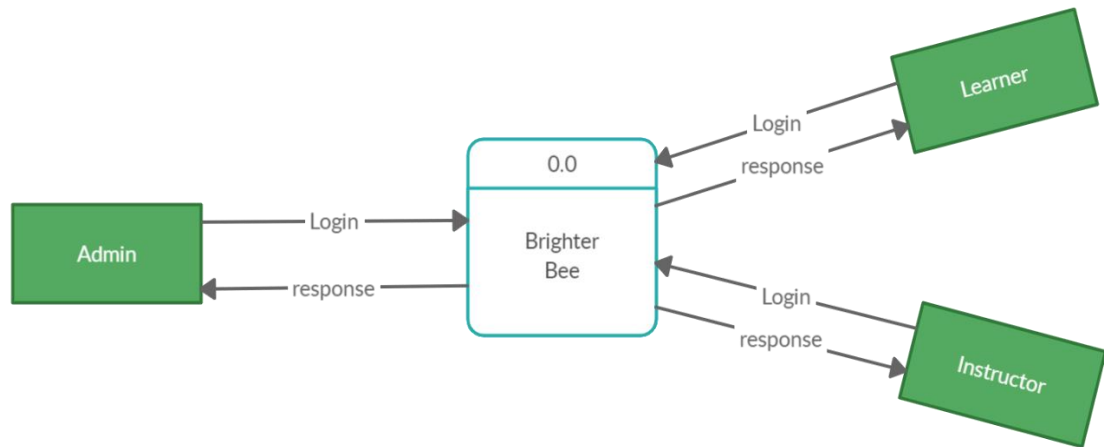 Learner
Login
0.0
response
Admin
Login
Brighter
Bee
response
Login
response
Instructor